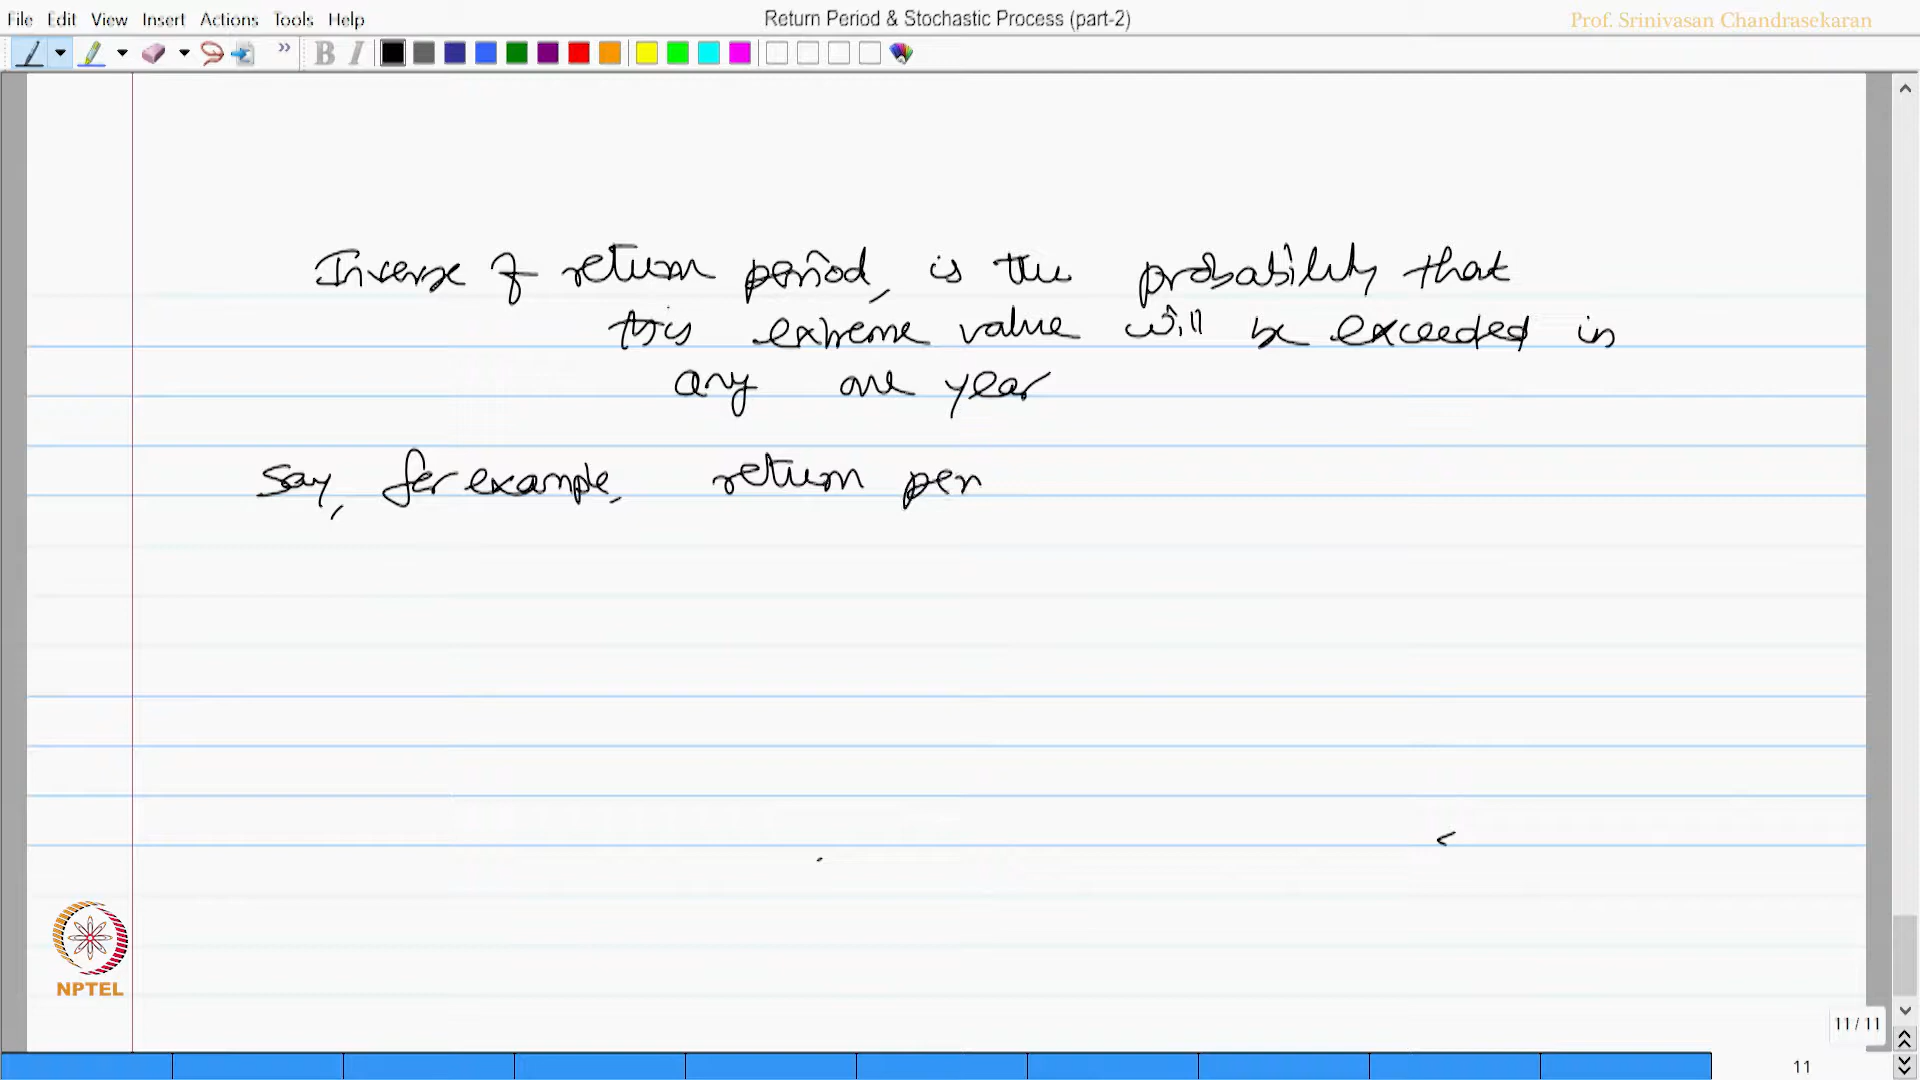 File Edit View Insert Actions Tools Help
Return Period & Stochastic Process (part-2)
Prof. Srinivasan Chandrasekaran
B I
Inverse of return period, is the probability that
this extreme value will be exceeded in
any one year
Say, for example, return peri
NPTEL
11 / 11
11